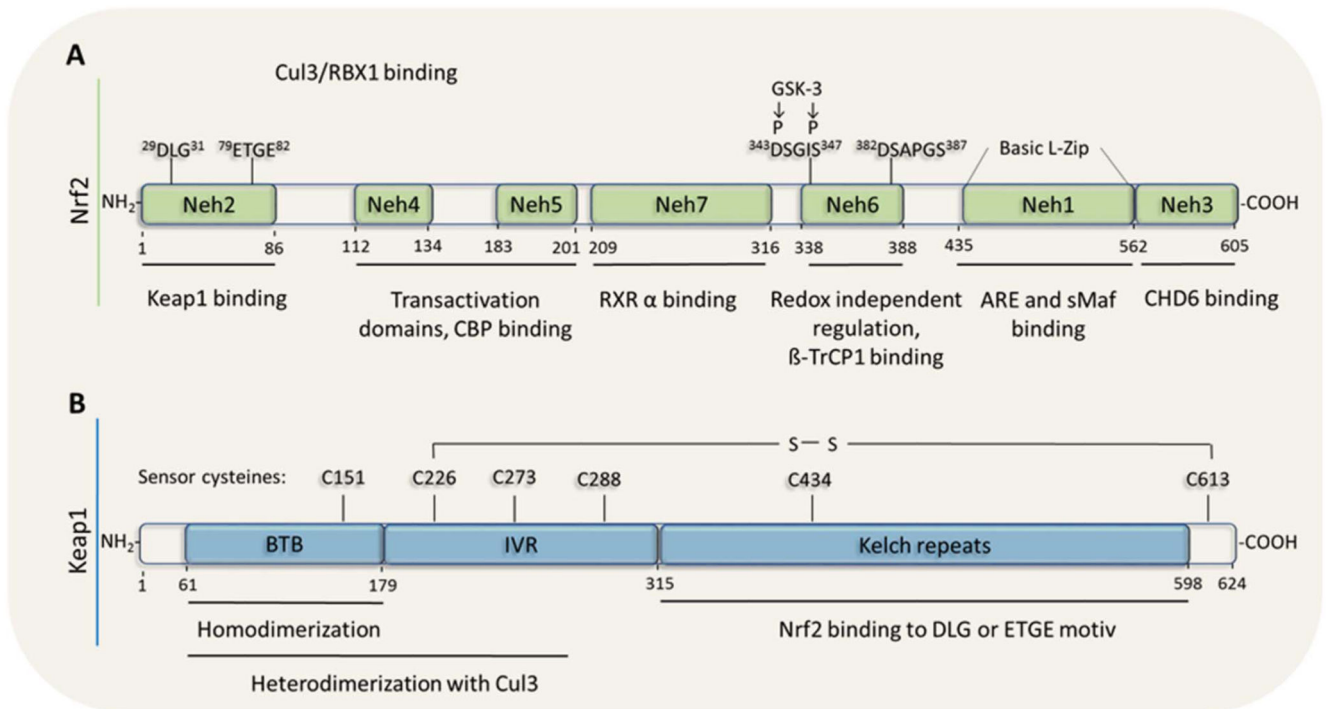 A
Nrf2
Cul3/RBX1 binding
GSK-3
↓ ↓
P P
²⁹DLG³¹ ⁷⁹ETGE⁸² ³⁴³DSGIS³⁴⁷ ³⁸²DSAPGS³⁸⁷ Basic L-Zip
NH₂- Neh2 Neh4 Neh5 Neh7 Neh6 Neh1 Neh3 -COOH
1 86 112 134 183 201 209 316 338 388 435 562 605
Keap1 binding
Transactivation
domains, CBP binding
RXR α binding
Redox independent
regulation,
ß-TrCP1 binding
ARE and sMaf
binding
CHD6 binding
B
Keap1
S — S
Sensor cysteines: C151 C226 C273 C288 C434 C613
NH₂- BTB IVR Kelch repeats -COOH
1 61 179 315 598 624
Homodimerization
Nrf2 binding to DLG or ETGE motiv
Heterodimerization with Cul3